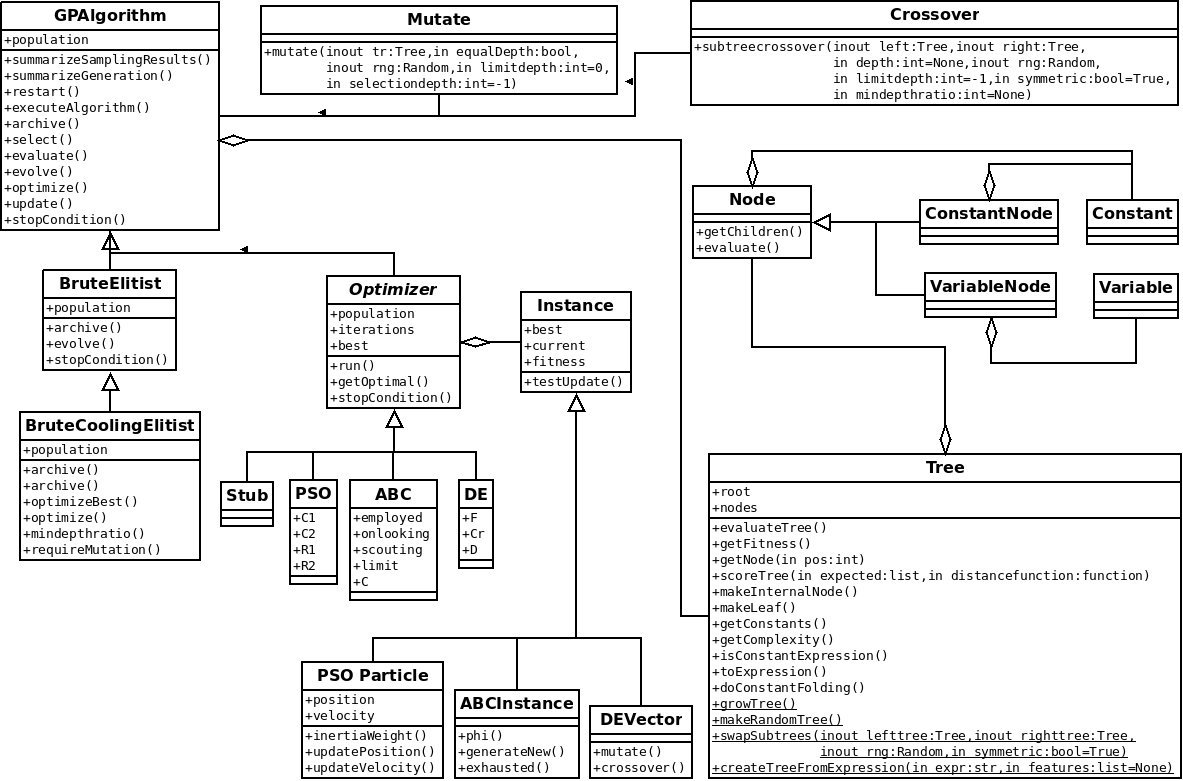 GPAlgorithm
+population
+summarizeSamplingResults()
+summarizeGeneration()
+restart()
+executeAlgorithm()
+archive()
+select()
+evaluate()
+evolve()
+optimize()
+update()
+stopCondition()
Mutate
+mutate(inout tr:Tree,in equalDepth:bool,
inout rng:Random,in limitdepth:int=0,
in selectiondepth:int=-1)
Crossover
+subtreecrossover(inout left:Tree,inout right:Tree,
in depth:int=None,inout rng:Random,
in limitdepth:int=-1,in symmetric:bool=True,
in mindepthratio:int=None)
Node
+getChildren()
+evaluate()
ConstantNode
Constant
VariableNode
Variable
BruteElitist
+population
+archive()
+evolve()
+stopCondition()
Optimizer
+population
+iterations
+best
+run()
+getOptimal()
+stopCondition()
Instance
+best
+current
+fitness
+testUpdate()
BruteCoolingElitist
+population
+archive()
+archive()
+optimizeBest()
+optimize()
+mindepthratio()
+requireMutation()
Stub
PSO
+C1
+C2
+R1
+R2
ABC
+employed
+onlooking
+scouting
+limit
+C
DE
+F
+Cr
+D
Tree
+root
+nodes
+evaluateTree()
+getFitness()
+getNode(in pos:int)
+scoreTree(in expected:list,in distancefunction:function)
+makeInternalNode()
+makeLeaf()
+getConstants()
+getComplexity()
+isConstantExpression()
+toExpression()
+doConstantFolding()
+growTree()
+makeRandomTree()
+swapSubtrees(inout lefttree:Tree,inout righttree:Tree,
inout rng:Random,in symmetric:bool=True)
+createTreeFromExpression(in expr:str,in features:list=None)
PSO Particle
+position
+velocity
+inertiaWeight()
+updatePosition()
+updateVelocity()
ABCInstance
+phi()
+generateNew()
+exhausted()
DEVector
+mutate()
+crossover()